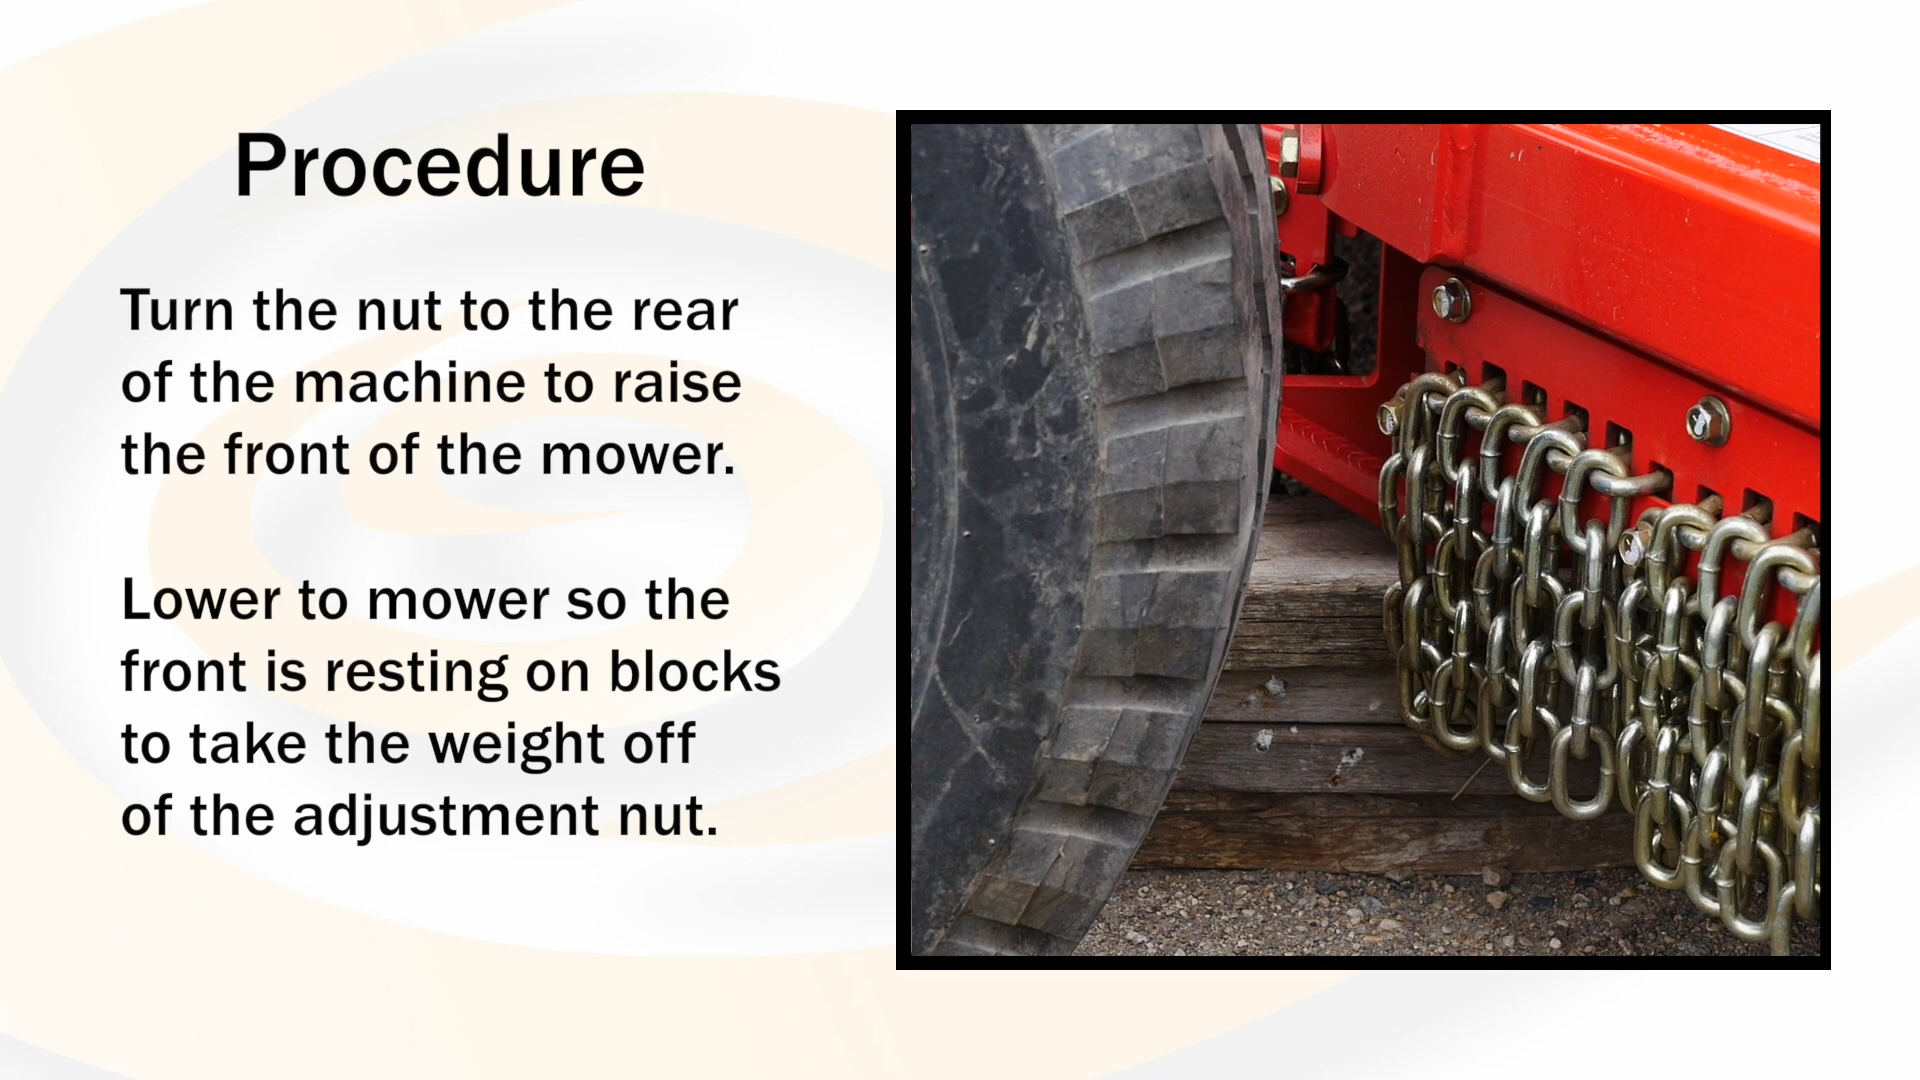 Procedure
Turn the nut to the rear
of the machine to raise
the front of the mower.
Lower to mower so the
front is resting on blocks
to take the weight off
of the adjustment nut.